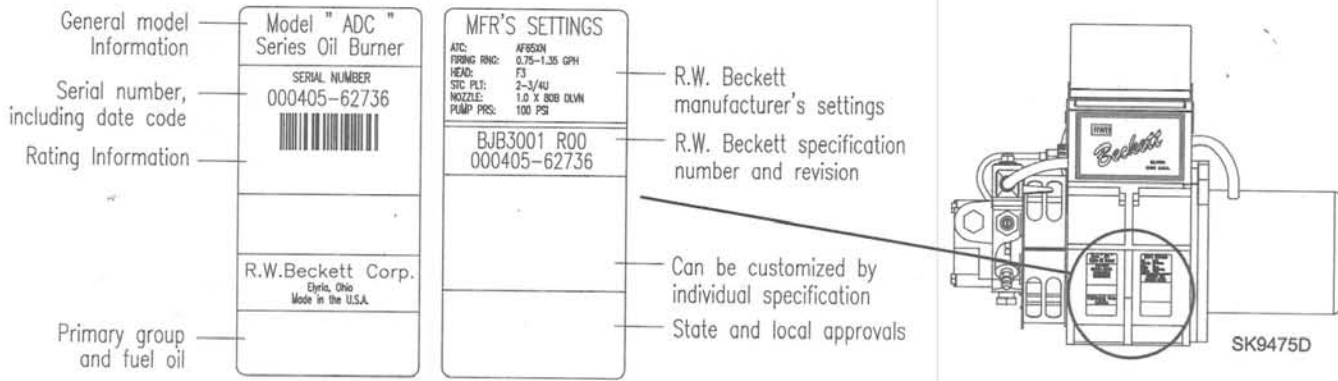 General model
Information
Serial number,
including date code
Rating Information
Primary group
and fuel oil
Model " ADC "
Series Oil Burner
SERIAL NUMBER
000405-62736
R.W.Beckett Corp.
Elyria, Ohio
Made in the U.S.A.
MFR'S SETTINGS
ATC: AF65XN
FIRING RNG: 0.75-1.35 GPH
HEAD: F3
STC PLT: 2-3/4U
NOZZLE: 1.0 X 80B DLVN
PUMP PRS: 100 PSI
BJB3001 R00
000405-62736
R.W. Beckett
manufacturer's settings
R.W. Beckett specification
number and revision
Can be customized by
individual specification
State and local approvals
RWB
Beckett
SK9475D